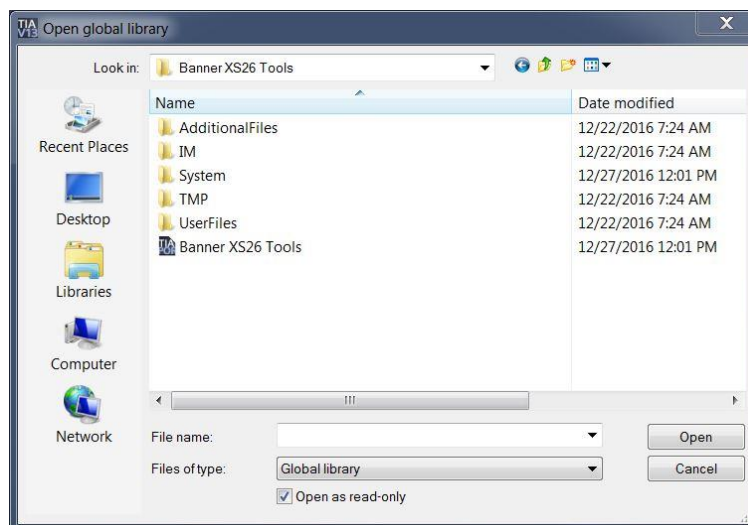 TIA V13 Open global library X
Look in: Banner XS26 Tools
Name Date modified
AdditionalFiles 12/22/2016 7:24 AM
IM 12/22/2016 7:24 AM
System 12/27/2016 12:01 PM
TMP 12/22/2016 7:24 AM
UserFiles 12/22/2016 7:24 AM
Banner XS26 Tools 12/27/2016 12:01 PM
Recent Places
Desktop
Libraries
Computer
Network
File name: Open
Files of type: Global library Cancel
Open as read-only